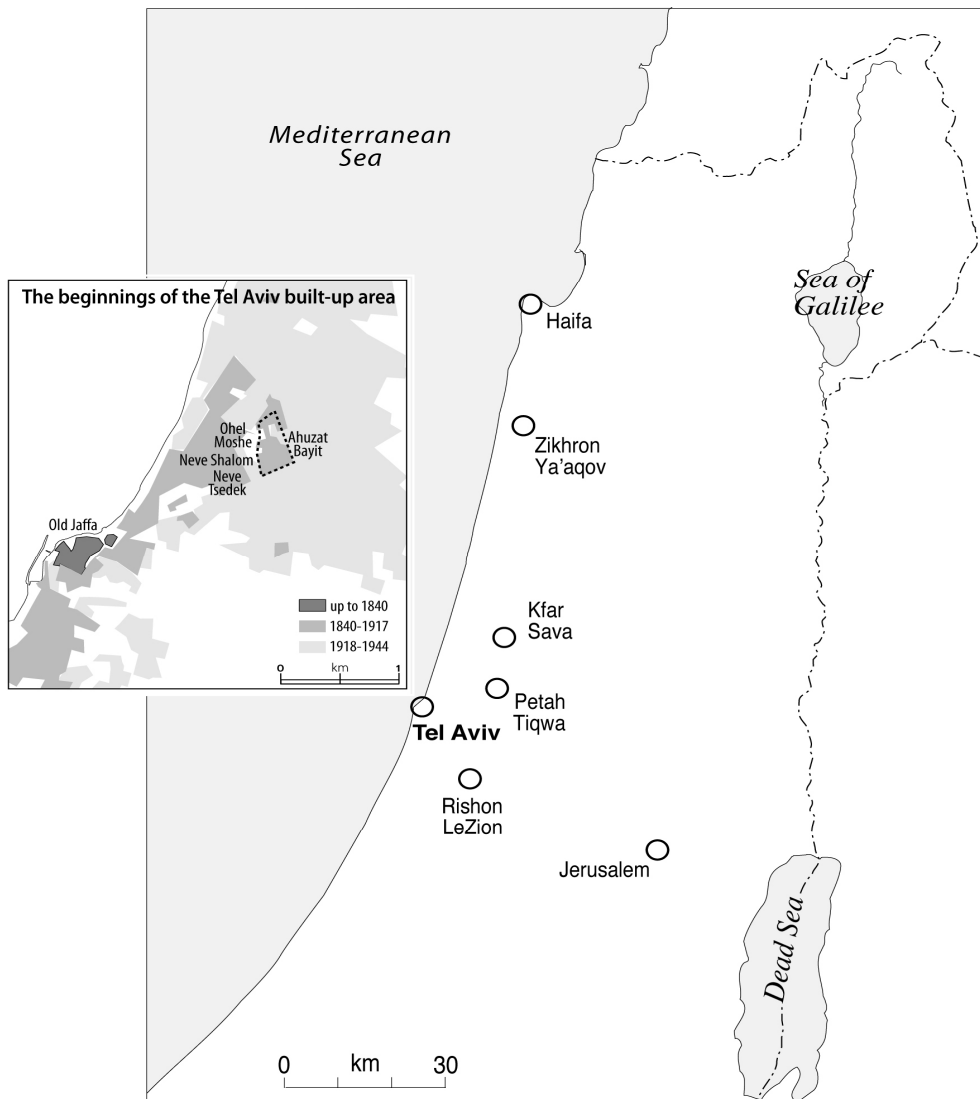 Mediterranean
Sea
Sea of
Galilee
The beginnings of the Tel Aviv built-up area
Ohel
Moshe
Ahuzat
Bayit
Neve Shalom
Neve
Tsedek
Old Jaffa
up to 1840
1840-1917
1918-1944
0 km 1
Haifa
Zikhron
Ya'aqov
Kfar
Sava
Petah
Tiqwa
Tel Aviv
Rishon
LeZion
Jerusalem
Dead Sea
0 km 30